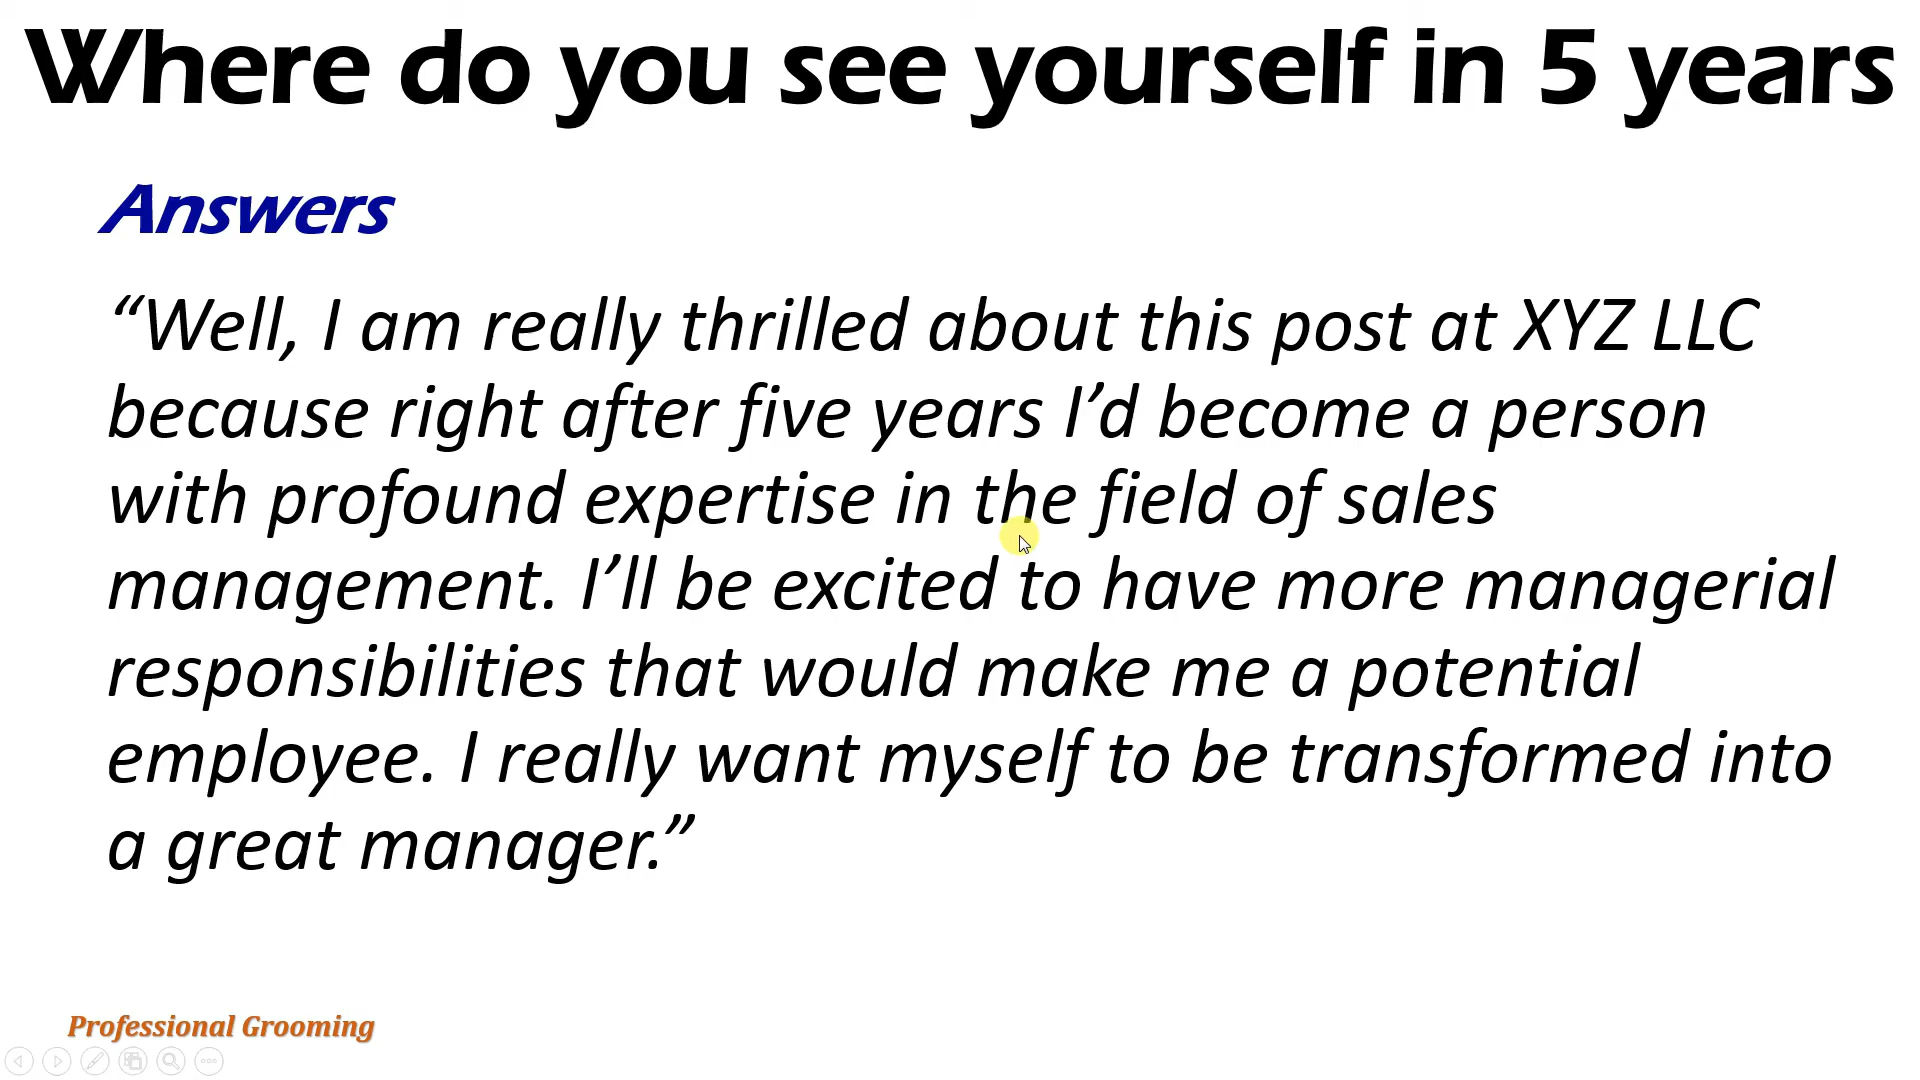 Where do you see yourself in 5 years
Answers
“Well, I am really thrilled about this post at XYZ LLC
because right after five years I’d become a person
with profound expertise in the field of sales
management. I’ll be excited to have more managerial
responsibilities that would make me a potential
employee. I really want myself to be transformed into
a great manager.”
Professional Grooming